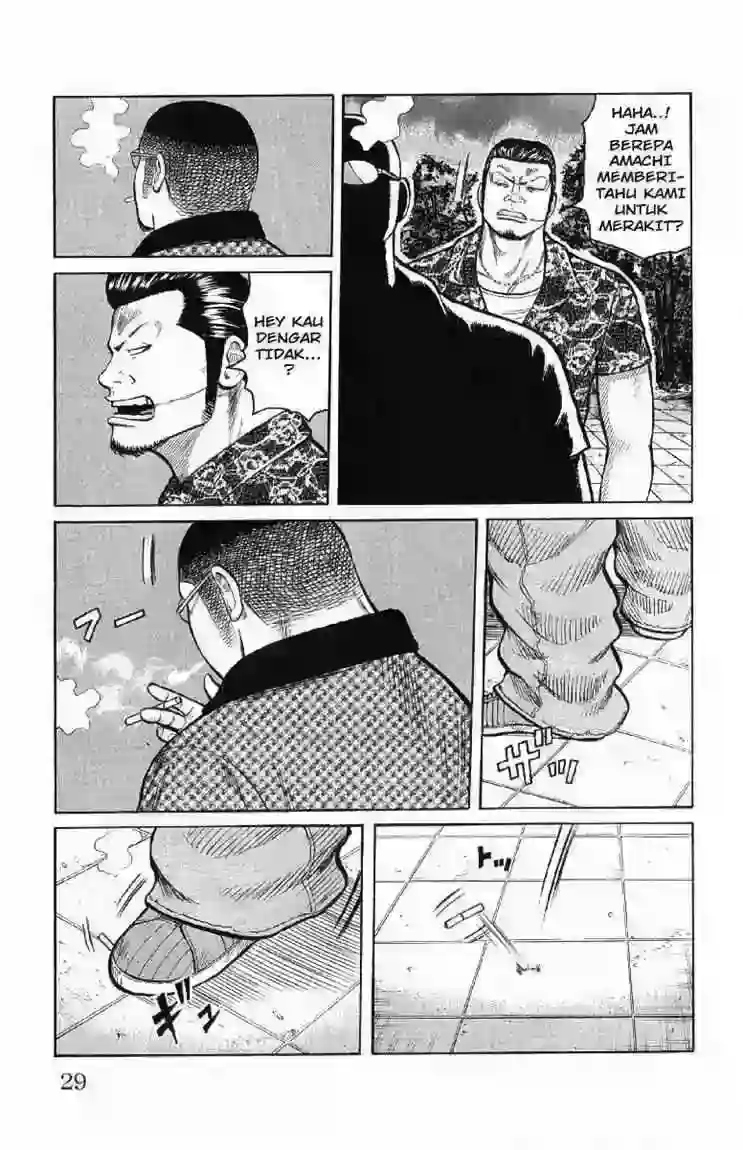 HAHA..!
JAM
BEREPA
AMACHI
MEMBERI-
TAHU KAMI
UNTUK
MERAKIT?
HEY KAU
DENGAR
TIDAK...
?
フー
ザッ
トッ
ギュ
29